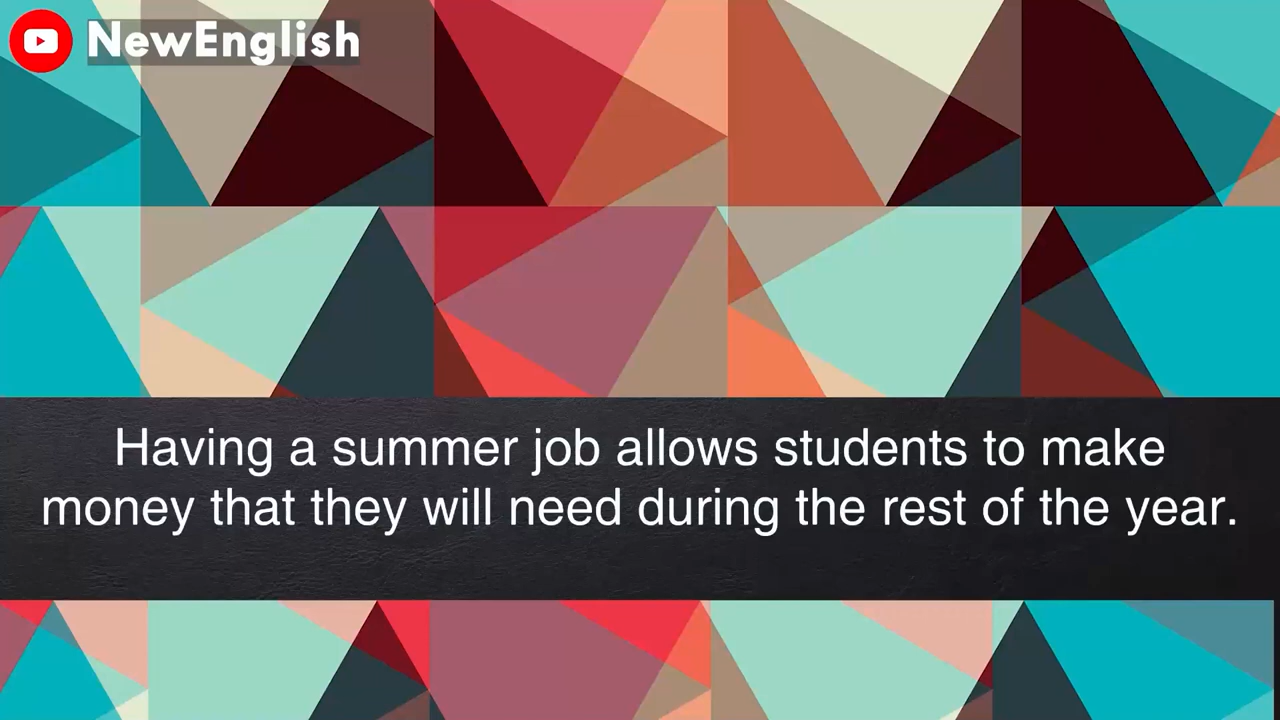 NewEnglish
Having a summer job allows students to make
money that they will need during the rest of the year.